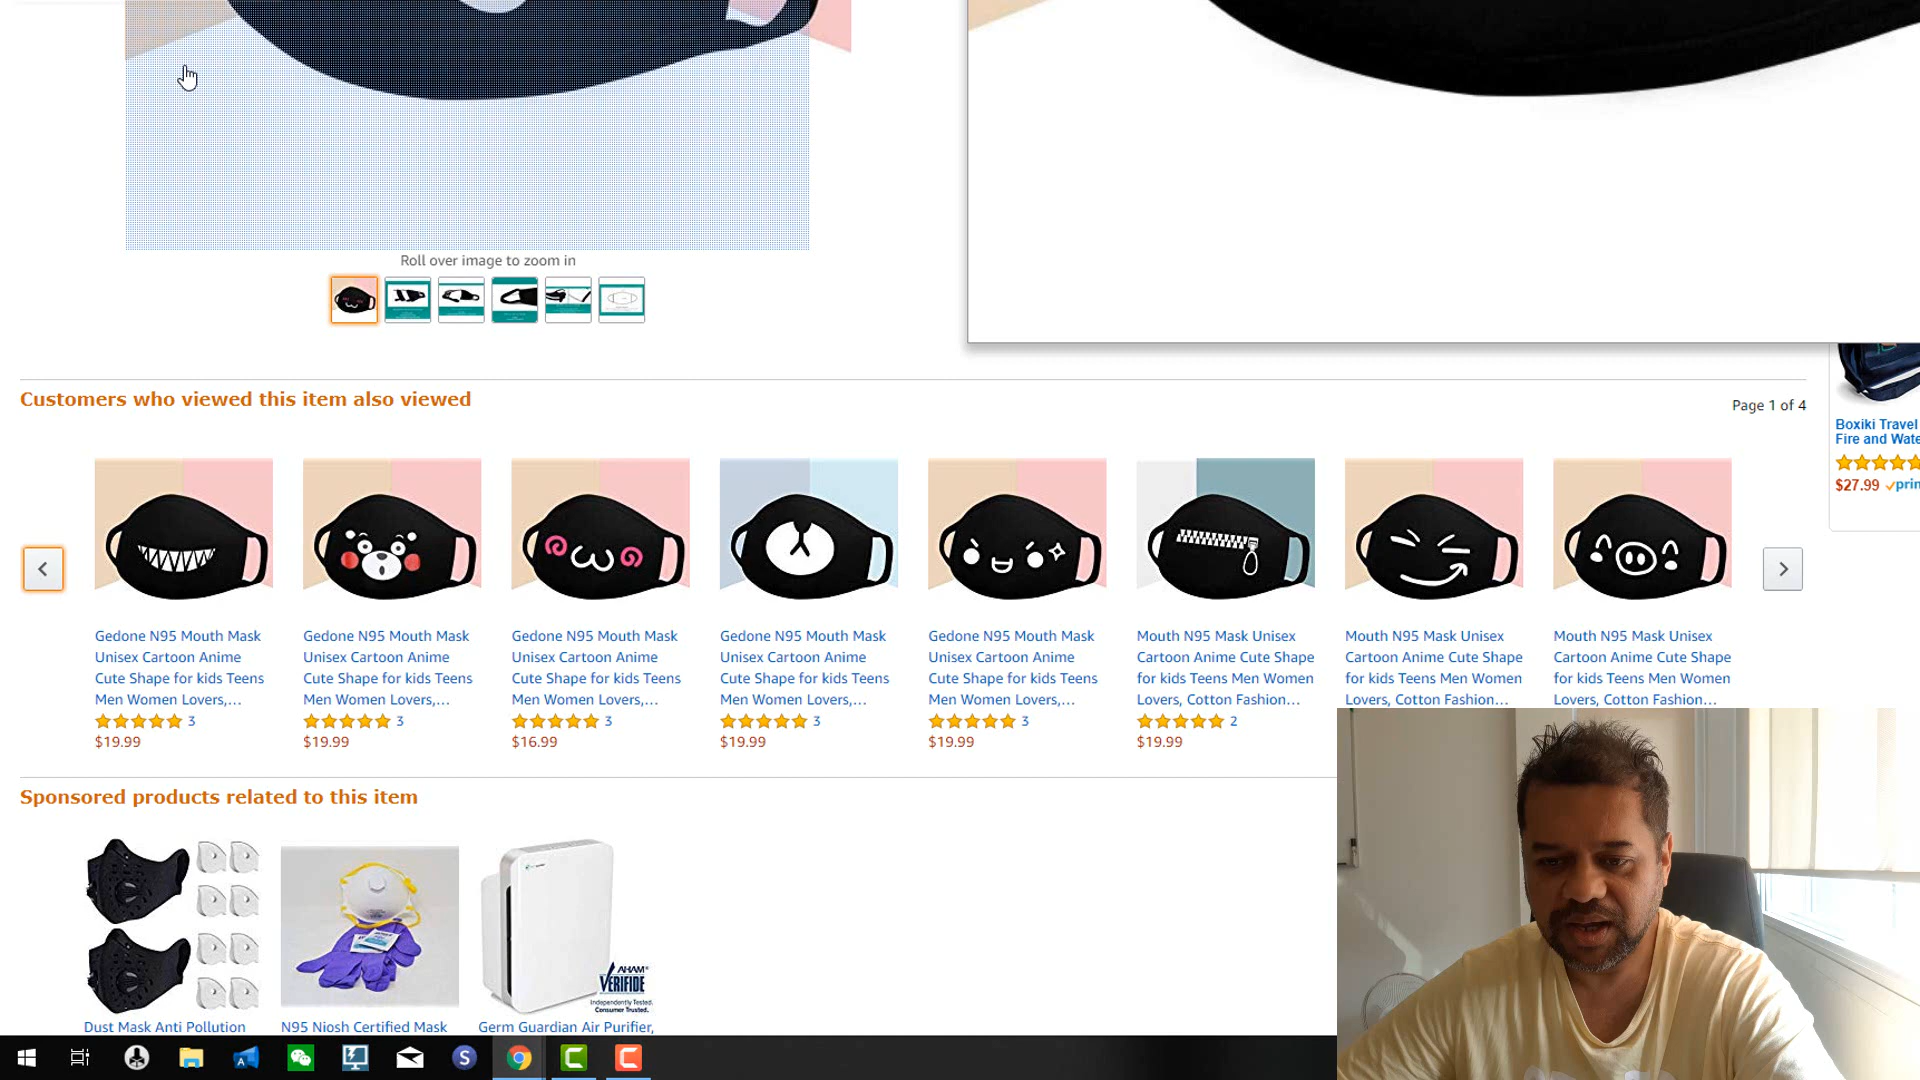 Roll over image to zoom in
Customers who viewed this item also viewed
Page 1 of 4
Boxiki Travel
Fire and Wate
$27.99 prin
Gedone N95 Mouth Mask
Unisex Cartoon Anime
Cute Shape for kids Teens
Men Women Lovers,...
3
$19.99
Gedone N95 Mouth Mask
Unisex Cartoon Anime
Cute Shape for kids Teens
Men Women Lovers,...
3
$19.99
Gedone N95 Mouth Mask
Unisex Cartoon Anime
Cute Shape for kids Teens
Men Women Lovers,...
3
$16.99
Gedone N95 Mouth Mask
Unisex Cartoon Anime
Cute Shape for kids Teens
Men Women Lovers,...
3
$19.99
Gedone N95 Mouth Mask
Unisex Cartoon Anime
Cute Shape for kids Teens
Men Women Lovers,...
3
$19.99
Mouth N95 Mask Unisex
Cartoon Anime Cute Shape
for kids Teens Men Women
Lovers, Cotton Fashion...
2
$19.99
Mouth N95 Mask Unisex
Cartoon Anime Cute Shape
for kids Teens Men Women
Lovers, Cotton Fashion...
Mouth N95 Mask Unisex
Cartoon Anime Cute Shape
for kids Teens Men Women
Lovers, Cotton Fashion...
Sponsored products related to this item
AHAM
VERIFIDE
Independently Tested.
Consumer Trusted.
Dust Mask Anti Pollution
N95 Niosh Certified Mask
Germ Guardian Air Purifier,